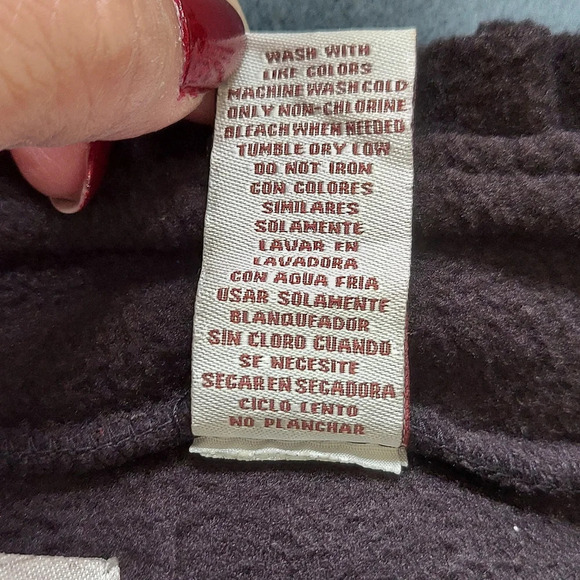 WASH WITH
LIKE COLORS
MACHINE WASH COLD
ONLY NON-CHLORINE
BLEACH WHEN NEEDED
TUMBLE DRY LOW
DO NOT IRON
CON COLORES
SIMILARES
SOLAMENTE
LAVAR EN
LAVADORA
CON AGUA FRIA
USAR SOLAMENTE
BLANQUEADOR
SIN CLORO CUANDO
SE NECESITE
SECAR EN SECADORA
CICLO LENTO
NO PLANCHAR